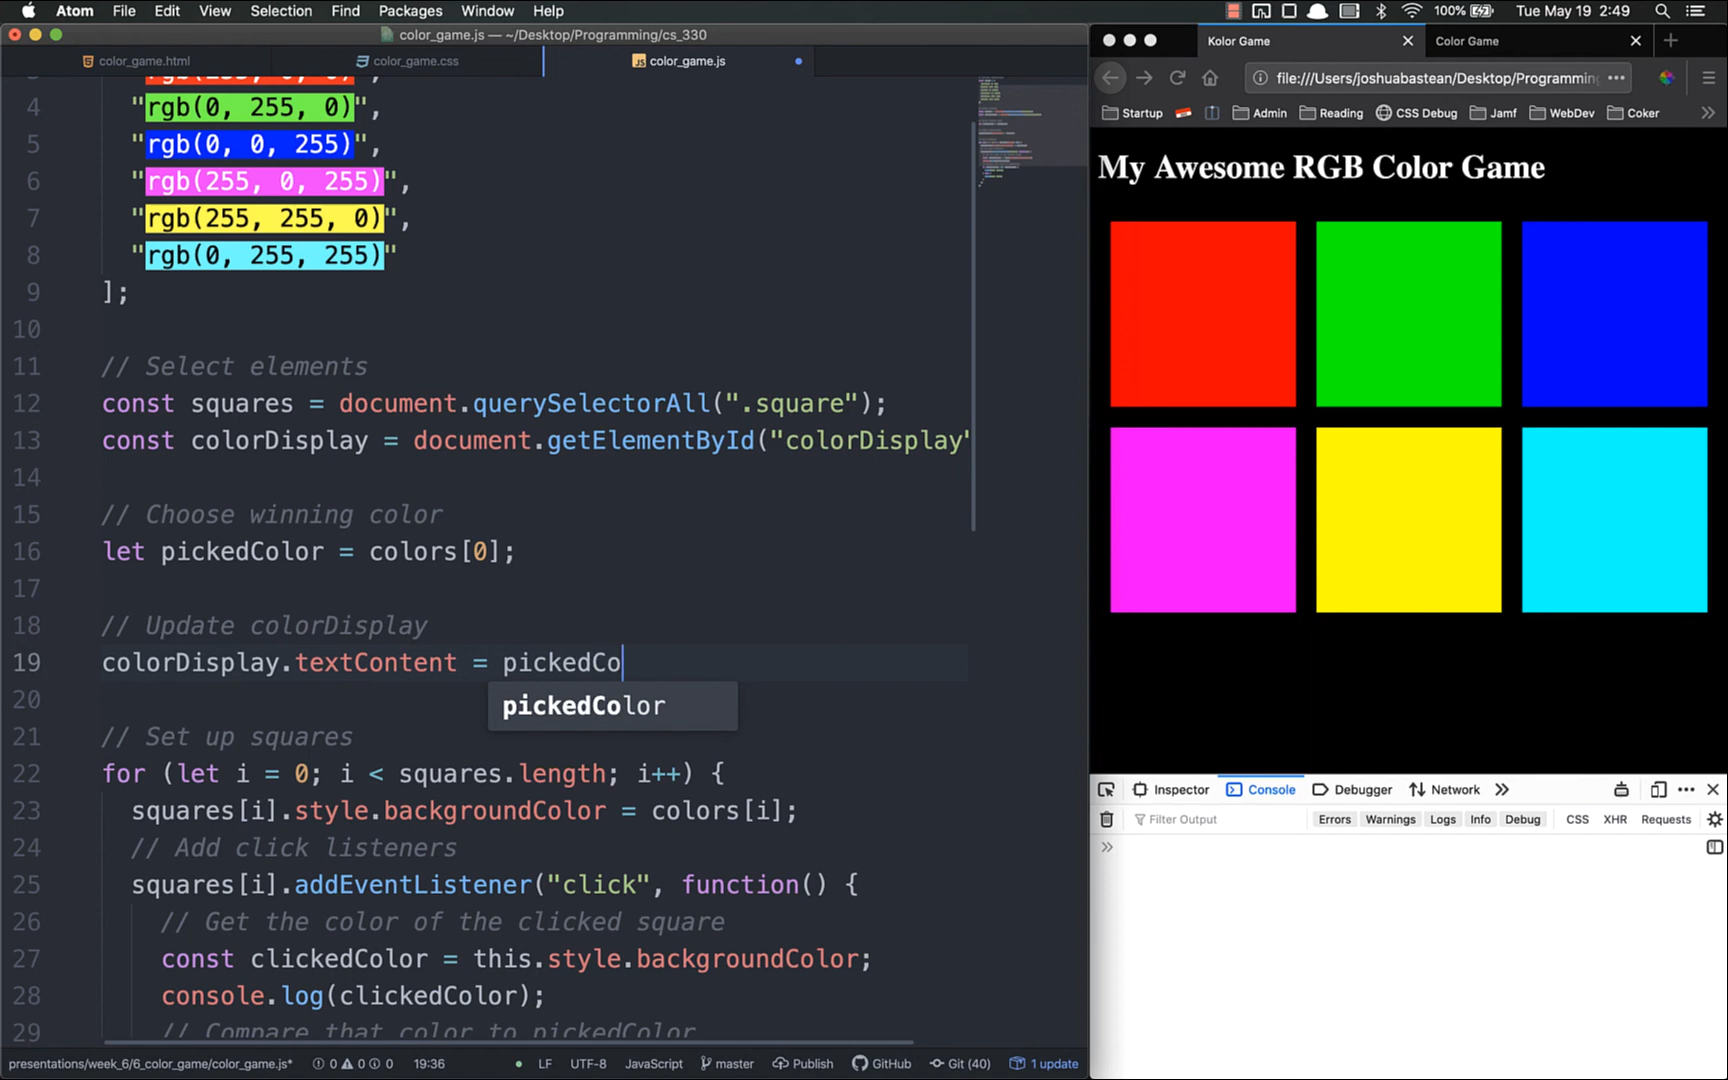 Atom File Edit View Selection Find Packages Window Help 100% Tue May 19 2:49
color_game.js — ~/Desktop/Programming/cs_330
color_game.html color_game.css color_game.js
4 "rgb(0, 255, 0)",
5 "rgb(0, 0, 255)",
6 "rgb(255, 0, 255)",
7 "rgb(255, 255, 0)",
8 "rgb(0, 255, 255)"
9 ];
10
11 // Select elements
12 const squares = document.querySelectorAll(".square");
13 const colorDisplay = document.getElementById("colorDisplay"
14
15 // Choose winning color
16 let pickedColor = colors[0];
17
18 // Update colorDisplay
19 colorDisplay.textContent = pickedCo
pickedColor
20
21 // Set up squares
22 for (let i = 0; i < squares.length; i++) {
23 squares[i].style.backgroundColor = colors[i];
24 // Add click listeners
25 squares[i].addEventListener("click", function() {
26 // Get the color of the clicked square
27 const clickedColor = this.style.backgroundColor;
28 console.log(clickedColor);
29 // Compare that color to pickedColor
presentations/week_6/6_color_game/color_game.js* 0 0 0 19:36 LF UTF-8 JavaScript master Publish GitHub Git (40) 1 update
Kolor Game Color Game
file:///Users/joshuabastean/Desktop/Programming
Startup Admin Reading CSS Debug Jamf WebDev Coker
My Awesome RGB Color Game
Inspector Console Debugger Network
Filter Output Errors Warnings Logs Info Debug CSS XHR Requests